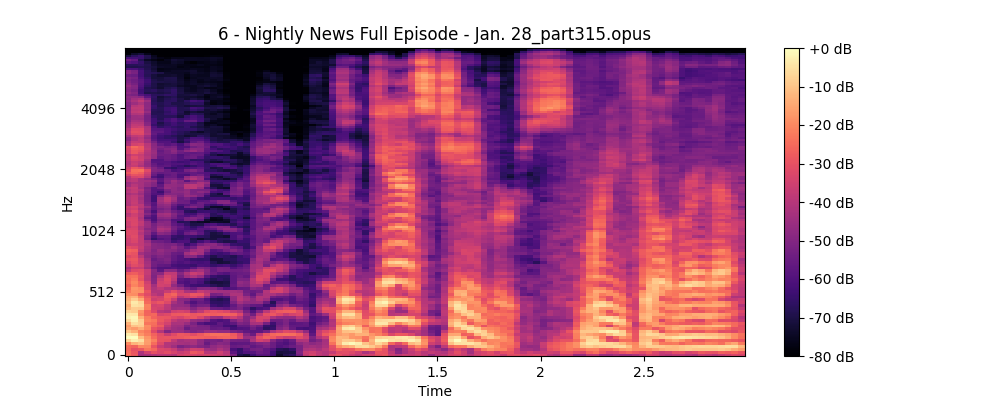 6 - Nightly News Full Episode - Jan. 28_part315.opus
Hz
4096
2048
1024
512
0
0
0.5
1
1.5
2
2.5
Time
+0 dB
-10 dB
-20 dB
-30 dB
-40 dB
-50 dB
-60 dB
-70 dB
-80 dB